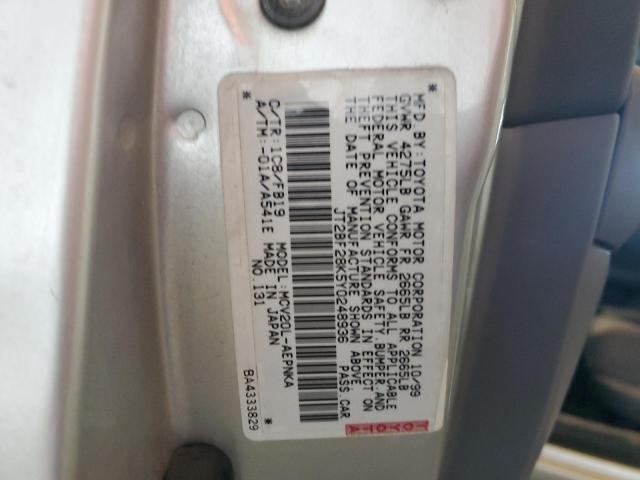 MFD.BY:TOYOTA MOTOR CORPORATION 10/99
GVWR 4275LB GAWR FR 2665LB RR 2665LB
THIS VEHICLE CONFORMS TO ALL APPLICABLE
FEDERAL MOTOR VEHICLE SAFETY, BUMPER, AND
THEFT PREVENTION STANDARDS IN EFFECT ON
THE DATE OF MANUFACTURE SHOWN ABOVE.
JT2BF28K5Y0248936 PASS.CAR
C/TR:1C8/FB19 MODEL:MCV20L-AEPNKA
A/TM:-01A/A541E MADE IN JAPAN
NO.131
BA4333829
TOYOTA